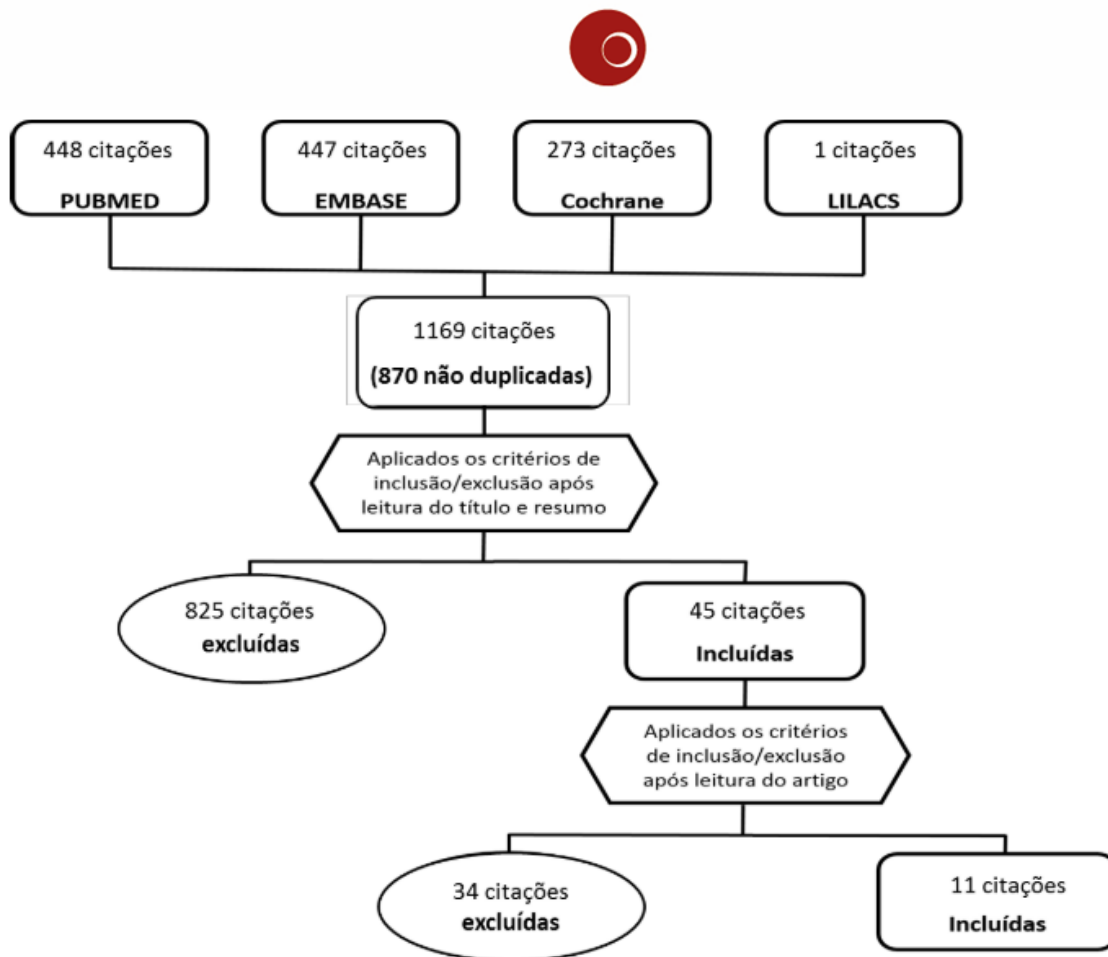 448 citações
PUBMED
447 citações
EMBASE
273 citações
Cochrane
1 citações
LILACS
1169 citações
(870 não duplicadas)
Aplicados os critérios de
inclusão/exclusão após
leitura do título e resumo
825 citações
excluídas
45 citações
Incluídas
Aplicados os critérios
de inclusão/exclusão
após leitura do artigo
34 citações
excluídas
11 citações
Incluídas